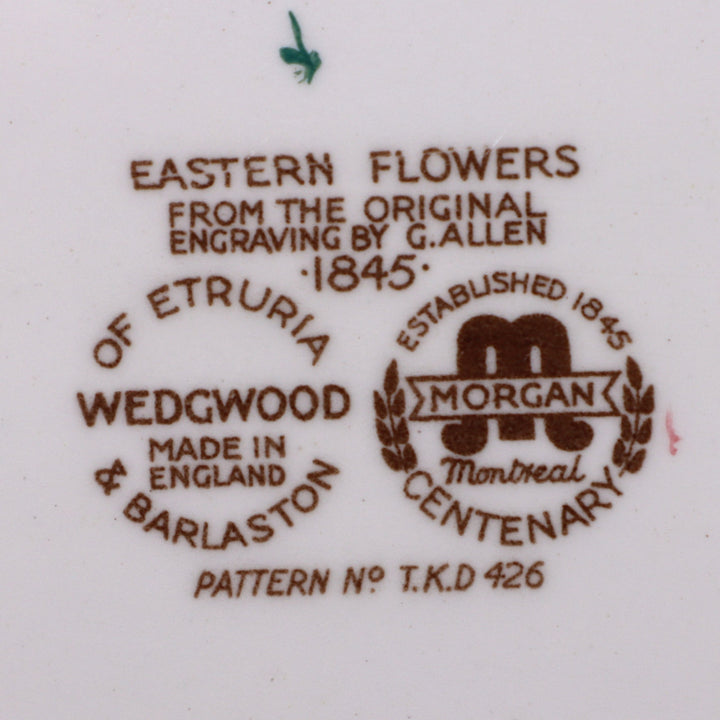 EASTERN FLOWERS
FROM THE ORIGINAL
ENGRAVING BY G.ALLEN
·1845·
OF ETRURIA
WEDGWOOD
MADE IN
ENGLAND
& BARLASTON
ESTABLISHED 1845
M
MORGAN
Montreal
CENTENARY
PATTERN Nº T.K.D 426